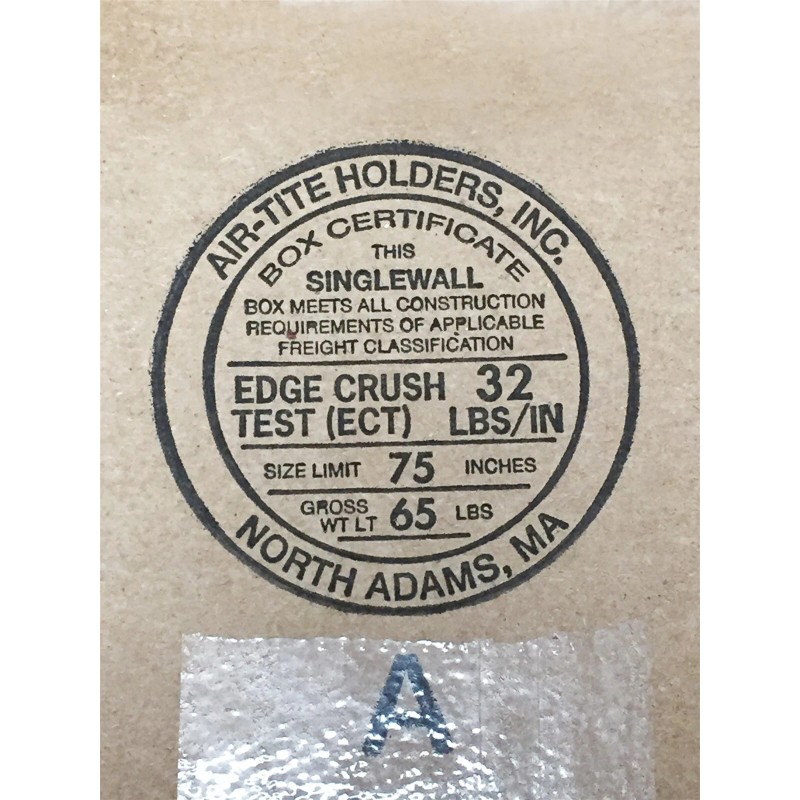 AIR-TITE HOLDERS, INC.
BOX CERTIFICATE
THIS
SINGLEWALL
BOX MEETS ALL CONSTRUCTION
REQUIREMENTS OF APPLICABLE
FREIGHT CLASSIFICATION
EDGE CRUSH 32
TEST (ECT) LBS/IN
SIZE LIMIT 75 INCHES
GROSS
WT LT 65 LBS
NORTH ADAMS, MA
A